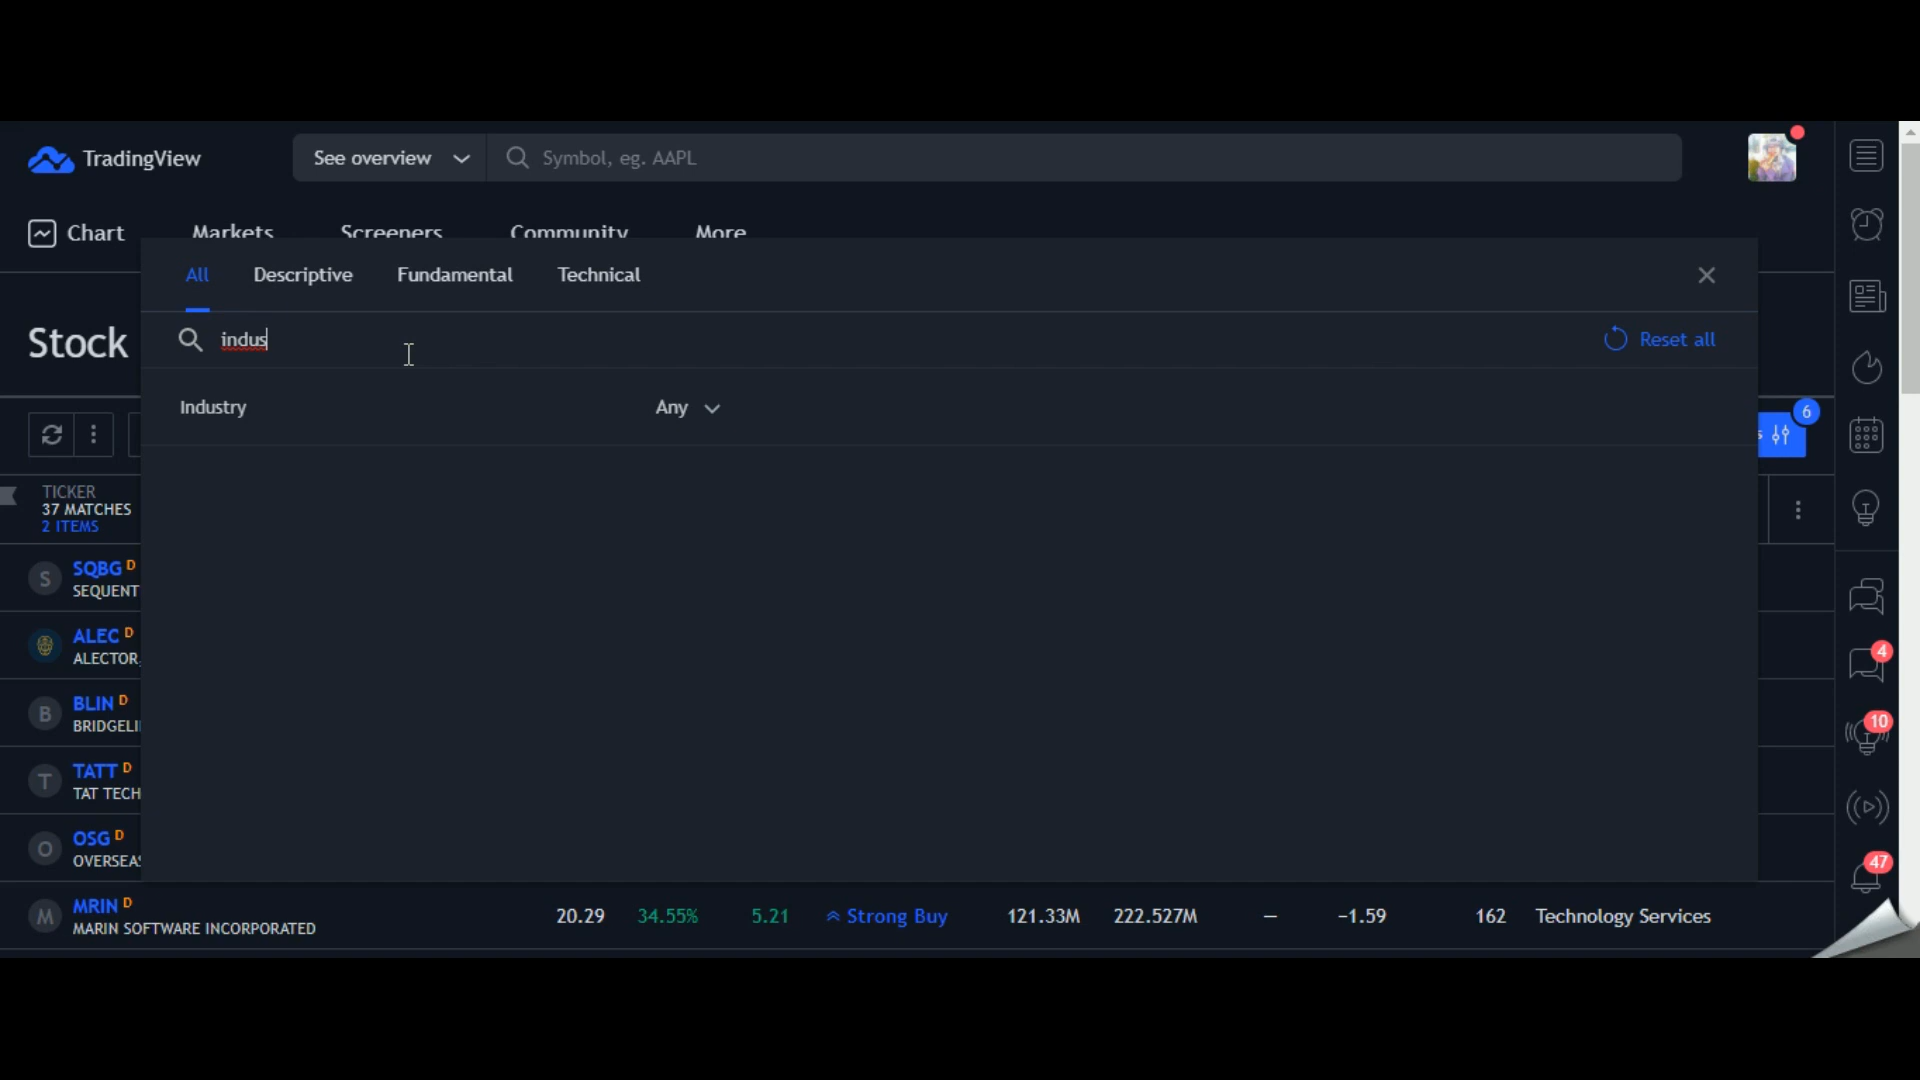 TradingView
See overview
Symbol, eg. AAPL
Chart
Markets
Screeners
Community
More
All
Descriptive
Fundamental
Technical
Stock
indus
Reset all
Industry
Any
6
TICKER
37 MATCHES
2 ITEMS
S
SQBG D
SEQUENT
ALEC D
ALECTOR,
B
BLIN D
BRIDGELI
T
TATT D
TAT TECH
O
OSG D
OVERSEAS
M
MRIN D
MARIN SOFTWARE INCORPORATED
20.29 34.55% 5.21 Strong Buy 121.33M 222.527M — −1.59 162 Technology Services
4
10
47